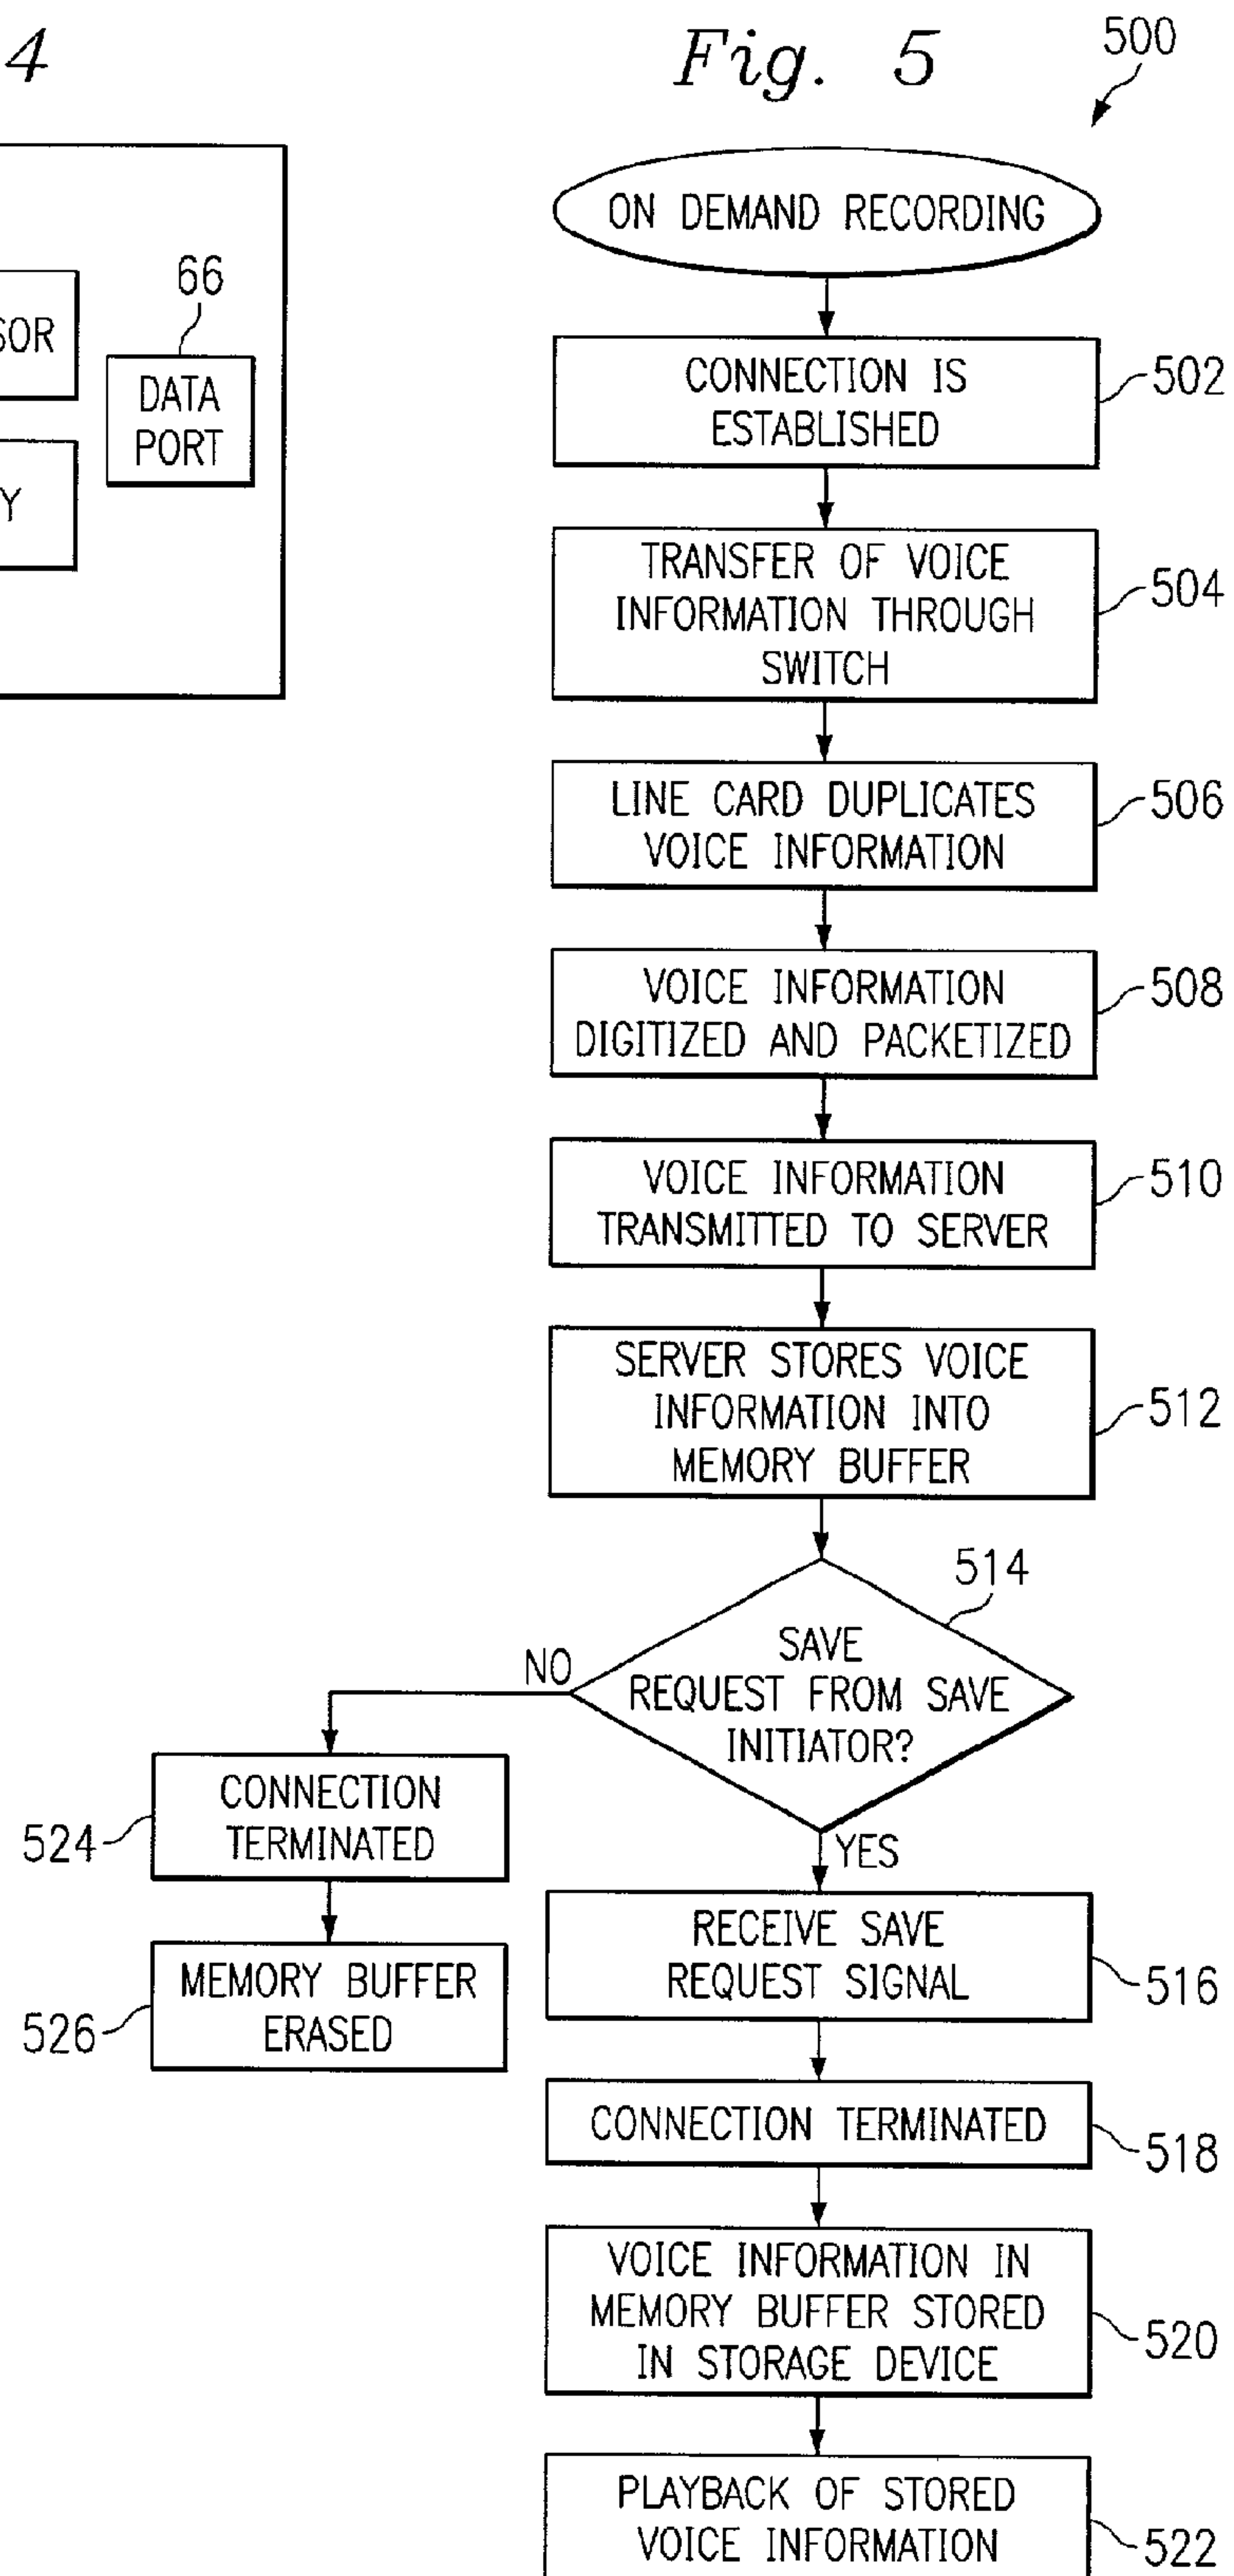 4
66
SOR
DATA
PORT
Y
Fig. 5
500
ON DEMAND RECORDING
CONNECTION IS
ESTABLISHED
502
TRANSFER OF VOICE
INFORMATION THROUGH
SWITCH
504
LINE CARD DUPLICATES
VOICE INFORMATION
506
VOICE INFORMATION
DIGITIZED AND PACKETIZED
508
VOICE INFORMATION
TRANSMITTED TO SERVER
510
SERVER STORES VOICE
INFORMATION INTO
MEMORY BUFFER
512
514
SAVE
REQUEST FROM SAVE
INITIATOR?
NO
CONNECTION
TERMINATED
524
MEMORY BUFFER
ERASED
526
YES
RECEIVE SAVE
REQUEST SIGNAL
516
CONNECTION TERMINATED
518
VOICE INFORMATION IN
MEMORY BUFFER STORED
IN STORAGE DEVICE
520
PLAYBACK OF STORED
VOICE INFORMATION
522